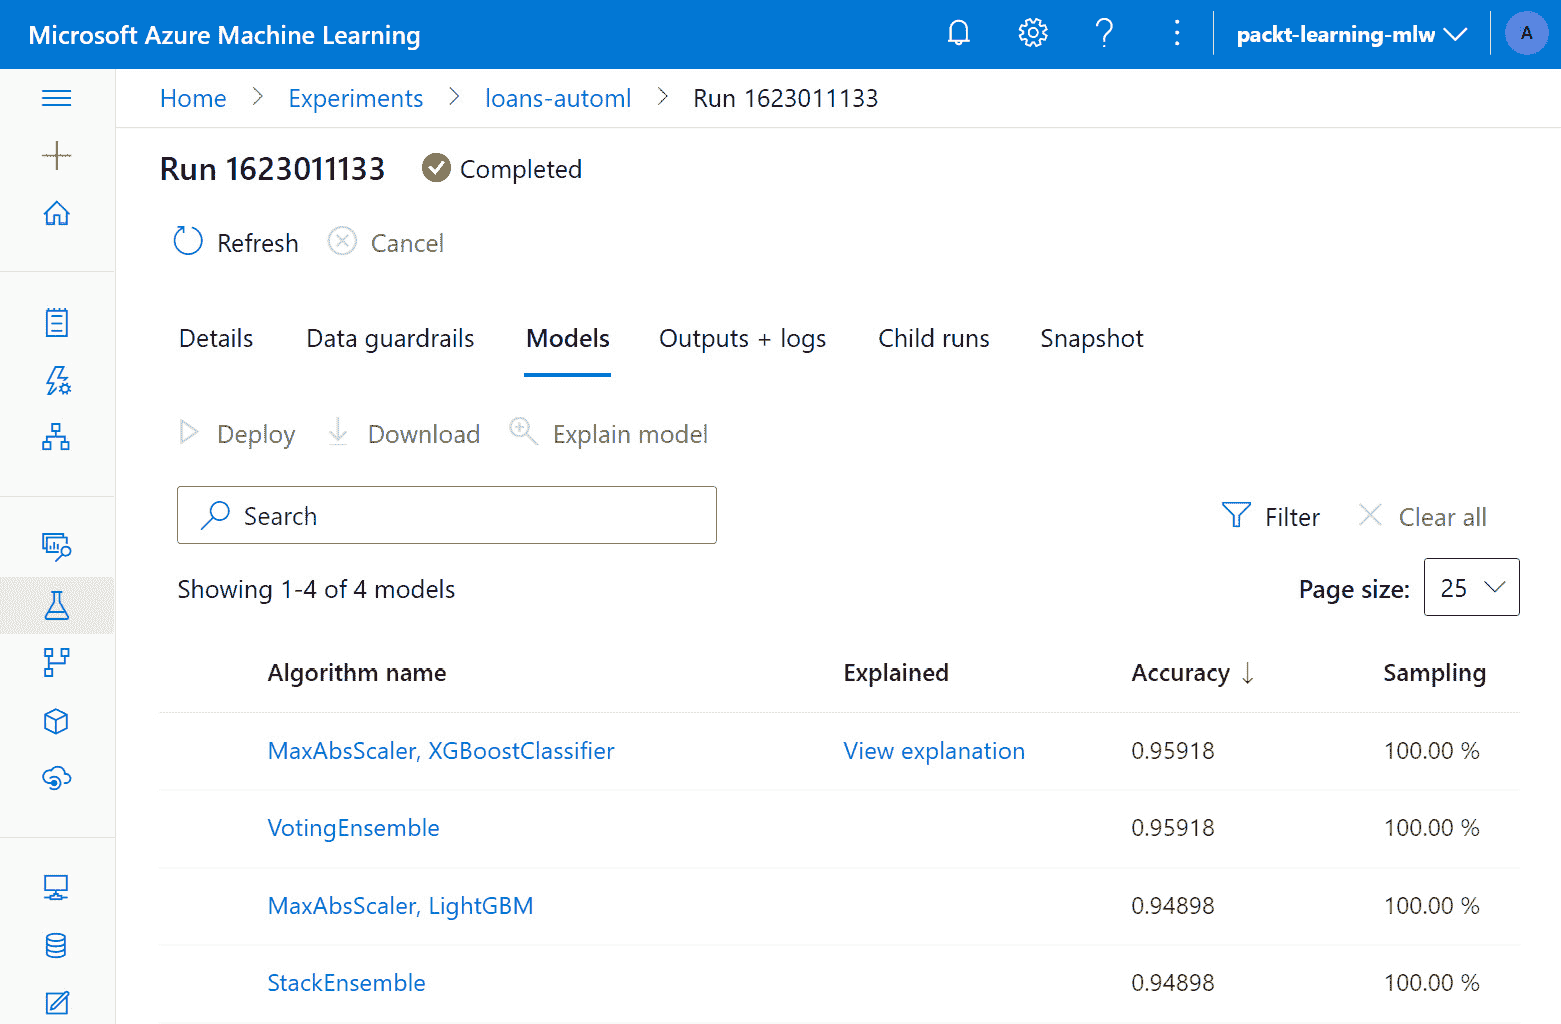 Microsoft Azure Machine Learning
packt-learning-mlw
A
Home > Experiments > loans-automl > Run 1623011133
Run 1623011133 Completed
Refresh Cancel
Details Data guardrails Models Outputs + logs Child runs Snapshot
Deploy Download Explain model
Search
Filter Clear all
Showing 1-4 of 4 models
Page size: 25
Algorithm name Explained Accuracy ↓ Sampling
MaxAbsScaler, XGBoostClassifier View explanation 0.95918 100.00 %
VotingEnsemble 0.95918 100.00 %
MaxAbsScaler, LightGBM 0.94898 100.00 %
StackEnsemble 0.94898 100.00 %